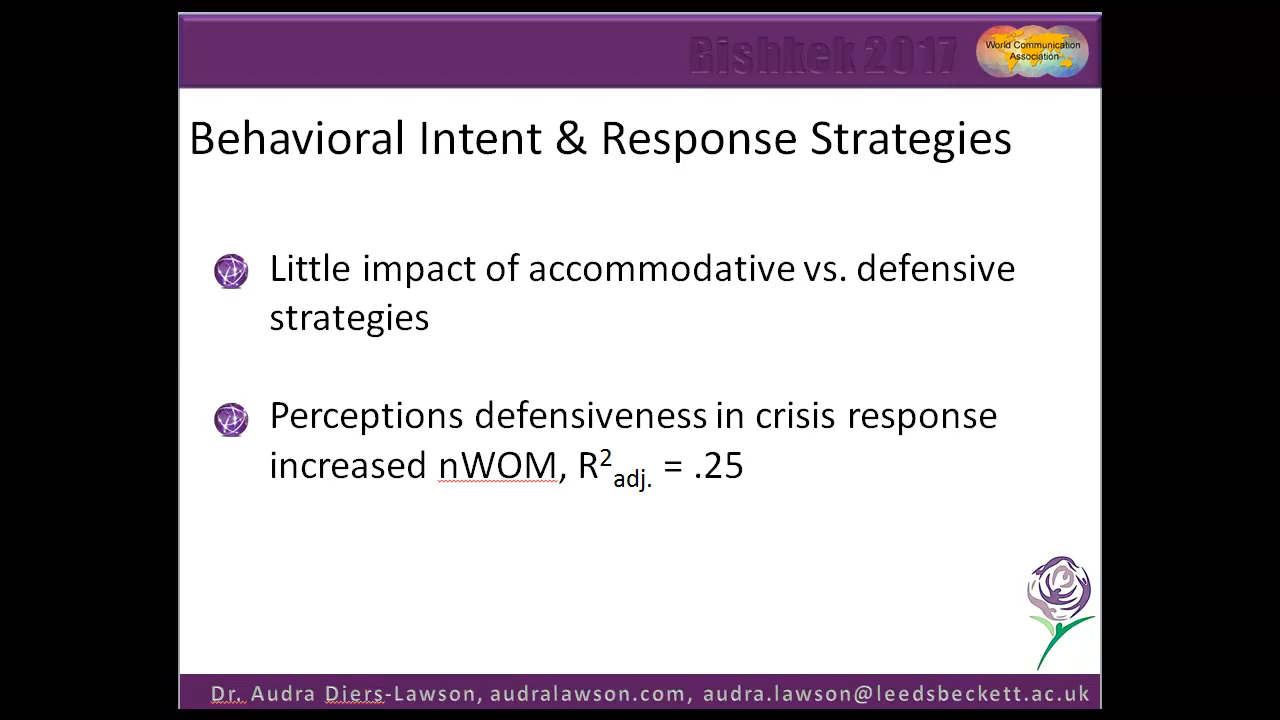 Bishkek 2017
World Communication
Association
Behavioral Intent & Response Strategies
Little impact of accommodative vs. defensive
strategies
Perceptions defensiveness in crisis response
increased nWOM, R²adj. = .25
Dr. Audra Diers-Lawson, audralawson.com, audra.lawson@leedsbeckett.ac.uk